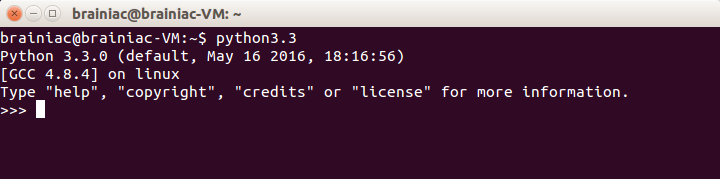 brainiac@brainiac-VM: ~
brainiac@brainiac-VM:~$ python3.3
Python 3.3.0 (default, May 16 2016, 18:16:56)
[GCC 4.8.4] on linux
Type "help", "copyright", "credits" or "license" for more information.
>>>